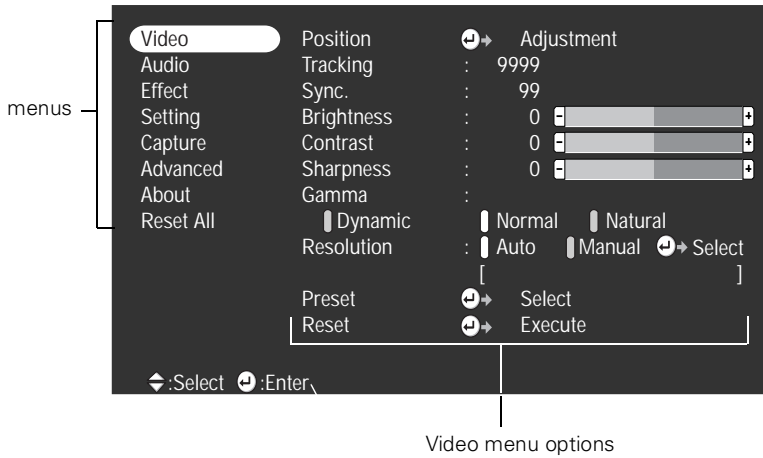 menus
Video Position Adjustment
Audio Tracking : 9999
Effect Sync. : 99
Setting Brightness : 0 - +
Capture Contrast : 0 - +
Advanced Sharpness : 0 - +
About Gamma :
Reset All Dynamic Normal Natural
Resolution : Auto Manual Select
[ ]
Preset Select
Reset Execute
:Select :Enter
Video menu options